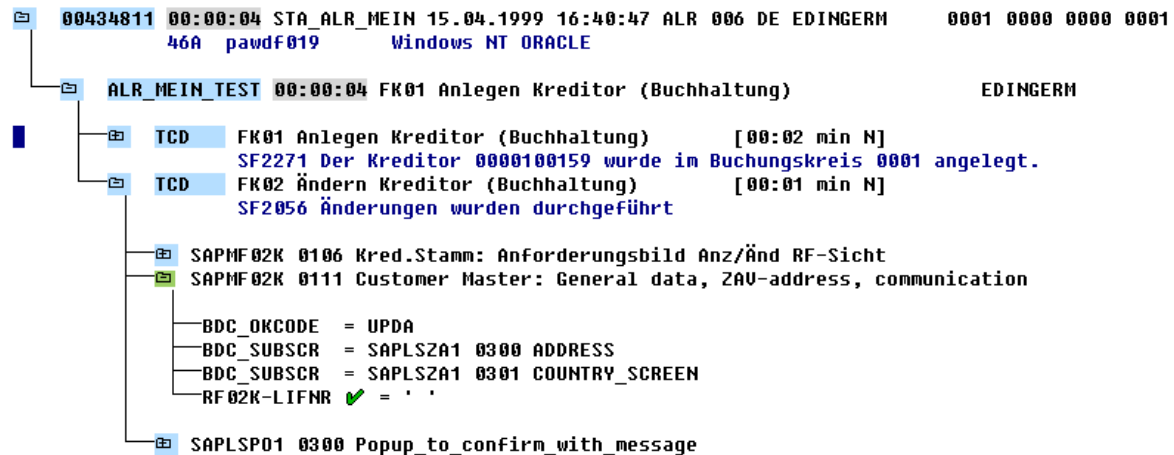 00434811 00:00:04 STA_ALR_MEIN 15.04.1999 16:40:47 ALR 006 DE EDINGERM 0001 0000 0000 0001
46A pawdf019 Windows NT ORACLE
ALR_MEIN_TEST 00:00:04 FK01 Anlegen Kreditor (Buchhaltung) EDINGERM
TCD FK01 Anlegen Kreditor (Buchhaltung) [00:02 min N]
SF2271 Der Kreditor 0000100159 wurde im Buchungskreis 0001 angelegt.
TCD FK02 Ändern Kreditor (Buchhaltung) [00:01 min N]
SF2056 Änderungen wurden durchgeführt
SAPMF02K 0106 Kred.Stamm: Anforderungsbild Anz/Änd RF-Sicht
SAPMF02K 0111 Customer Master: General data, ZAV-address, communication
BDC_OKCODE = UPDA
BDC_SUBSCR = SAPLSZA1 0300 ADDRESS
BDC_SUBSCR = SAPLSZA1 0301 COUNTRY_SCREEN
RF02K-LIFNR ✔ = ' '
SAPLSPO1 0300 Popup_to_confirm_with_message